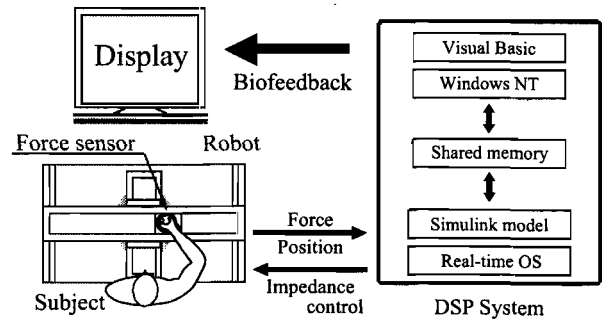 Display
Biofeedback
Visual Basic
Windows NT
Shared memory
Simulink model
Real-time OS
DSP System
Force sensor
Robot
Force
Position
Impedance
control
Subject